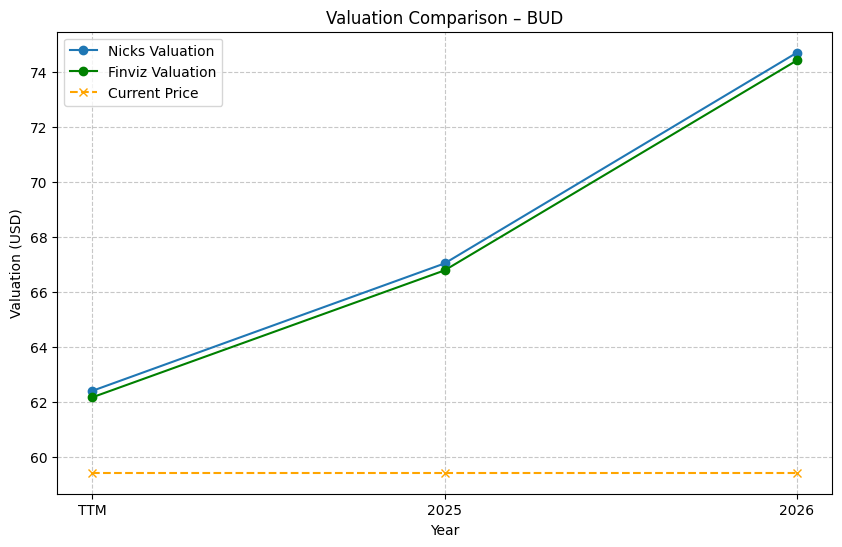 Valuation Comparison – BUD
Nicks Valuation
Finviz Valuation
Current Price
Valuation (USD)
74
72
70
68
66
64
62
60
TTM
2025
2026
Year